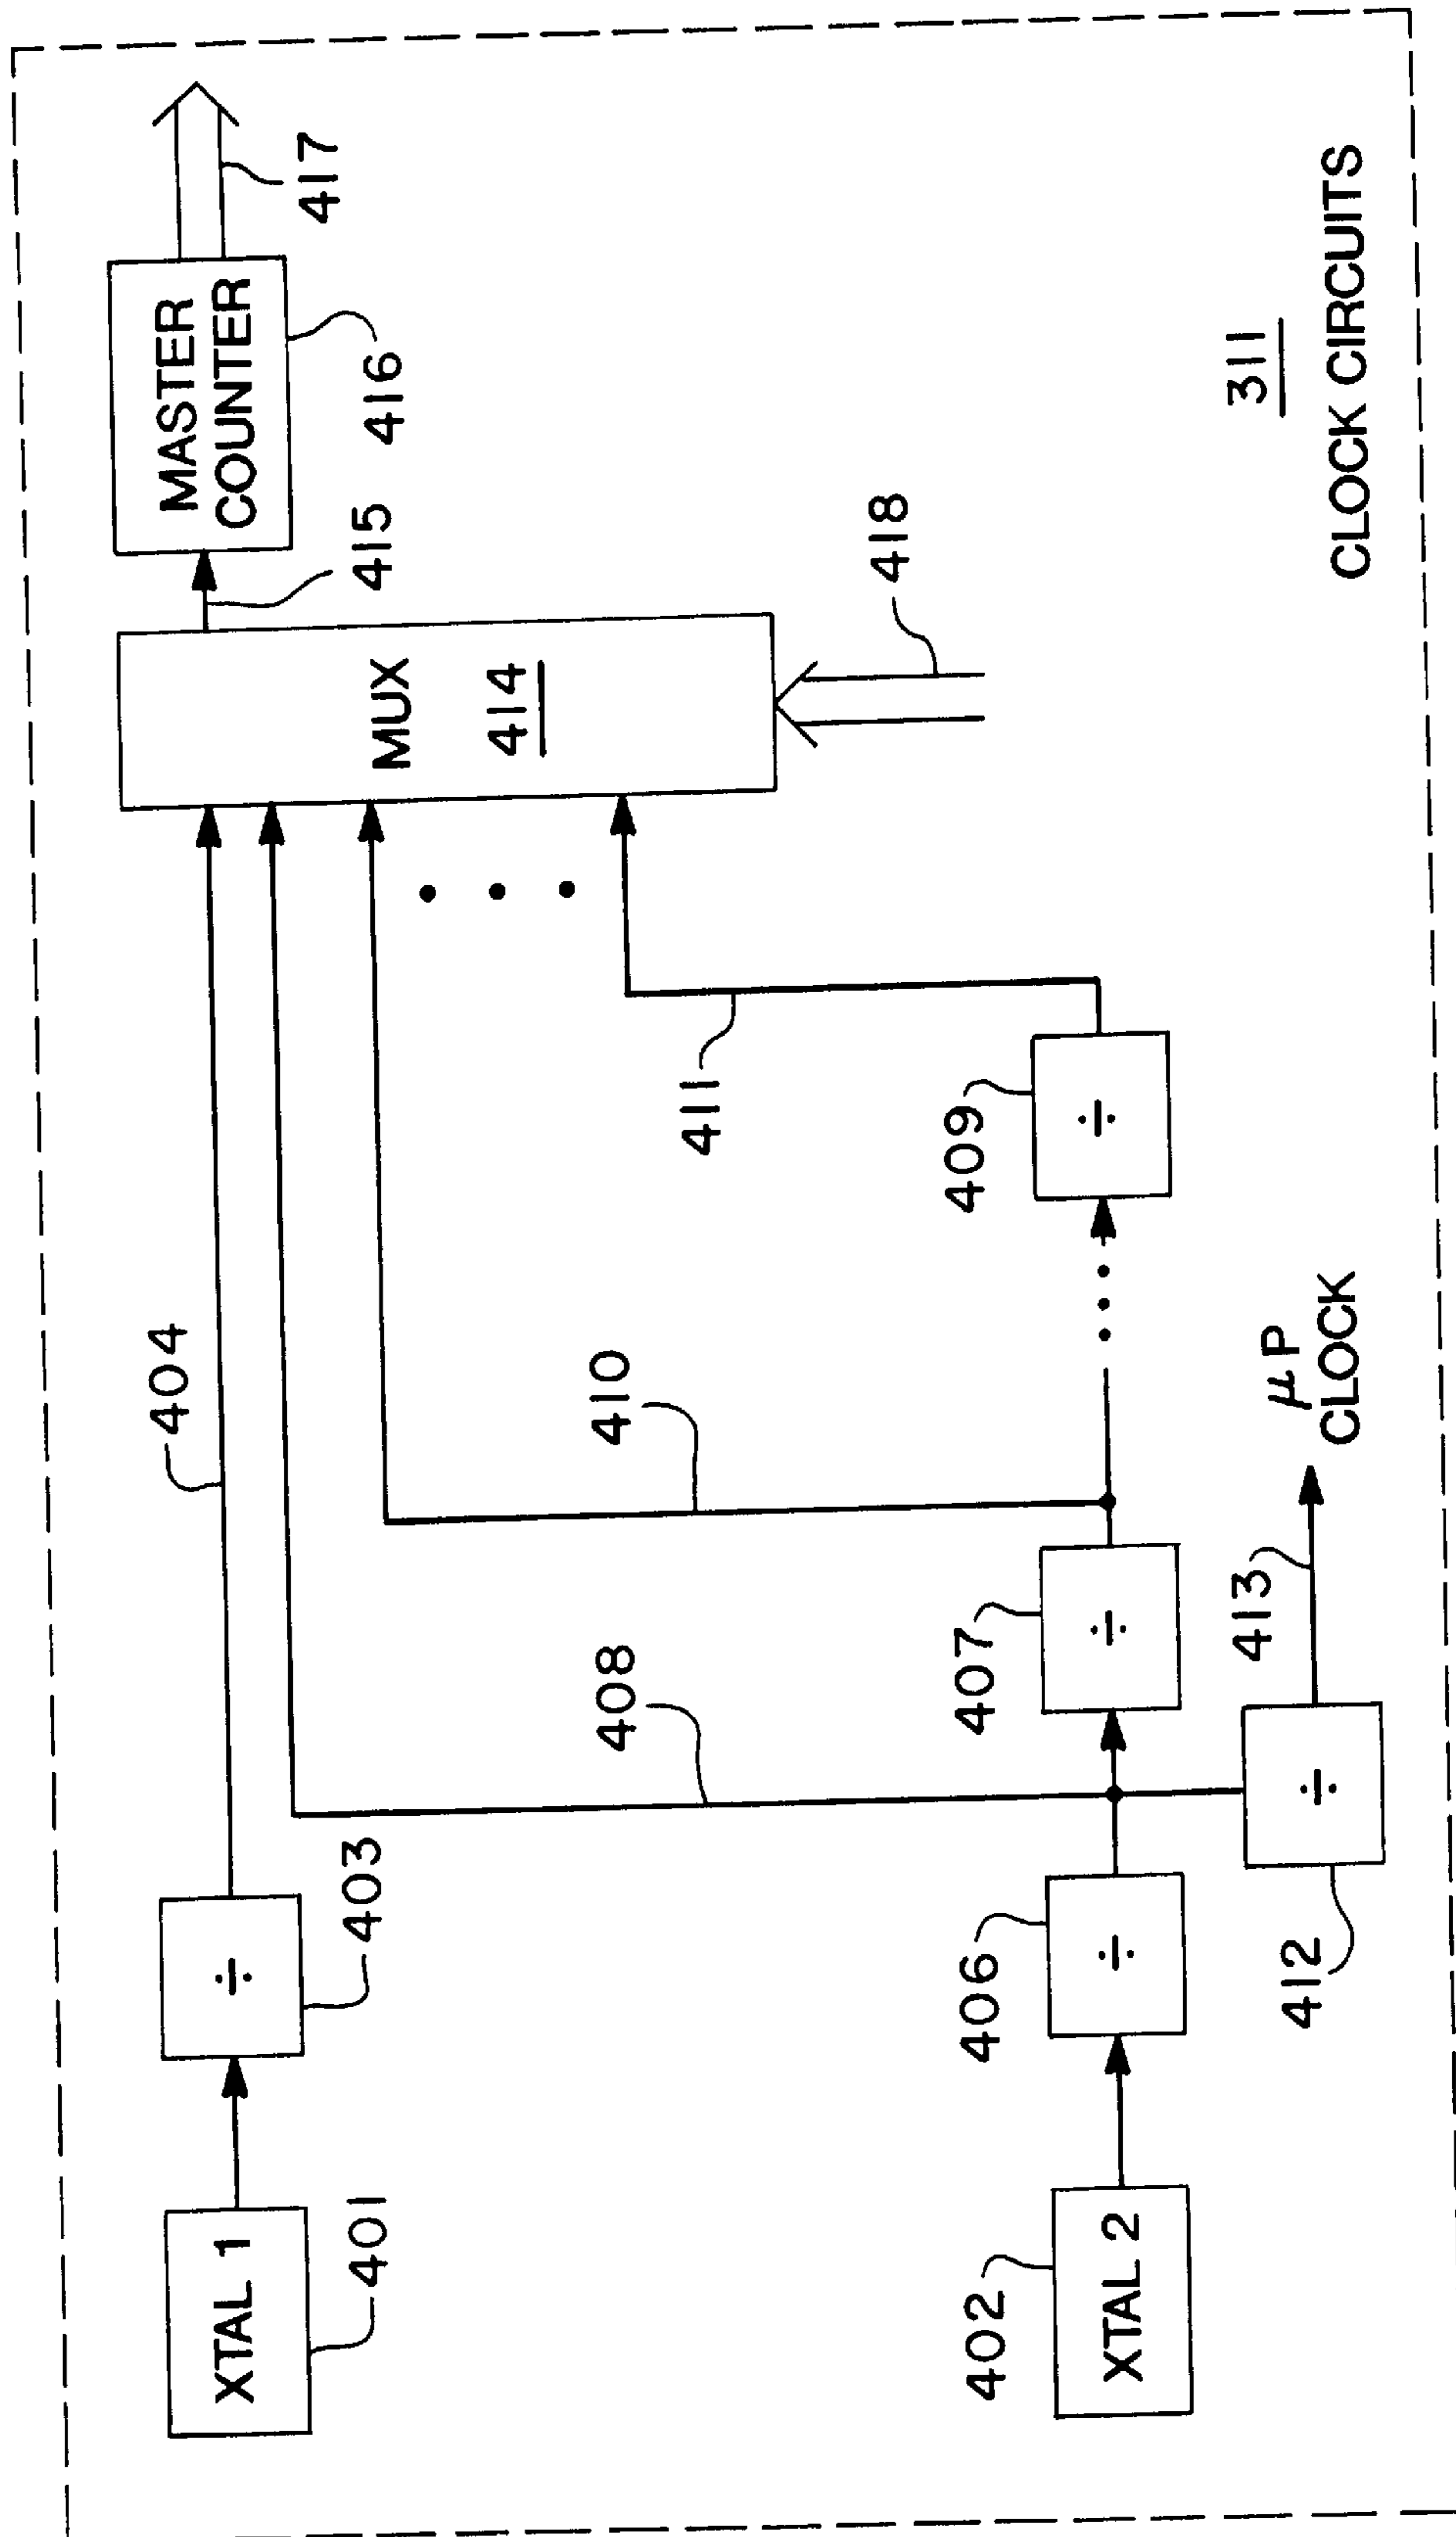 XTAL 1
401
÷
403
404
MUX
414
415
MASTER
COUNTER
416
417
418
XTAL 2
402
÷
406
408
÷
407
410
÷
409
411
÷
412
413
μP
CLOCK
311
CLOCK CIRCUITS